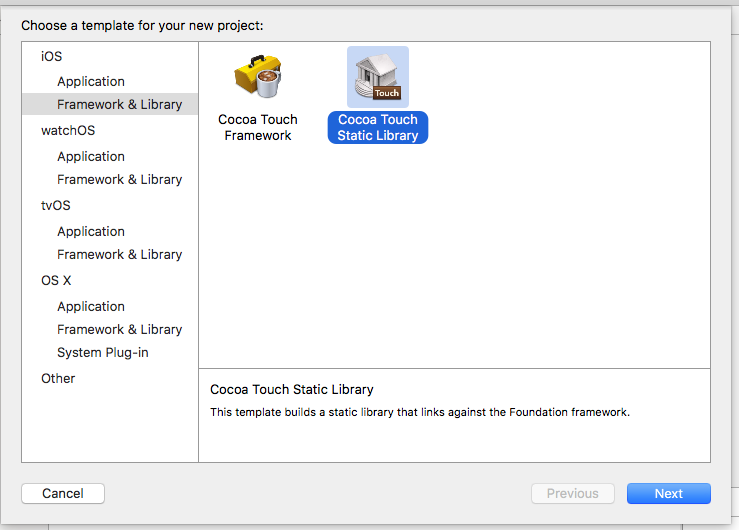 Choose a template for your new project:
iOS
Application
Framework & Library
watchOS
Application
Framework & Library
tvOS
Application
Framework & Library
OS X
Application
Framework & Library
System Plug-in
Other
Cocoa Touch
Framework
Touch
Cocoa Touch
Static Library
Cocoa Touch Static Library
This template builds a static library that links against the Foundation framework.
Cancel
Previous
Next